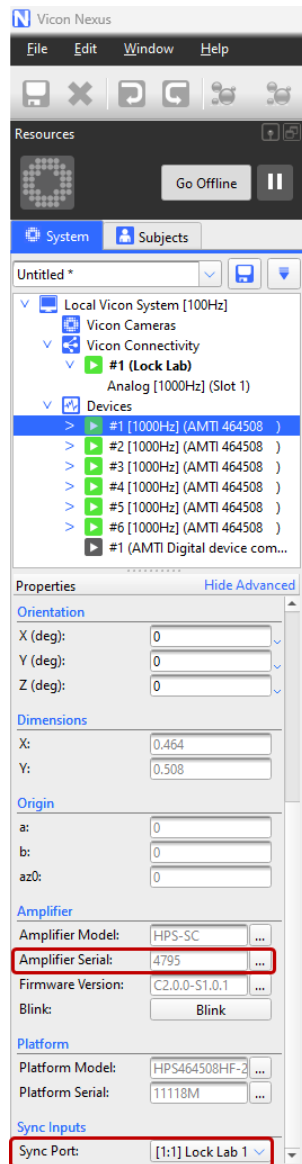 Vicon Nexus
File Edit Window Help
Resources
Go Offline
System Subjects
Untitled *
Local Vicon System [100Hz]
Vicon Cameras
Vicon Connectivity
#1 (Lock Lab)
Analog [1000Hz] (Slot 1)
Devices
#1 [1000Hz] (AMTI 464508 )
#2 [1000Hz] (AMTI 464508 )
#3 [1000Hz] (AMTI 464508 )
#4 [1000Hz] (AMTI 464508 )
#5 [1000Hz] (AMTI 464508 )
#6 [1000Hz] (AMTI 464508 )
#1 (AMTI Digital device com...
Properties Hide Advanced
Orientation
X (deg): 0
Y (deg): 0
Z (deg): 0
Dimensions
X: 0.464
Y: 0.508
Origin
a: 0
b: 0
az0: 0
Amplifier
Amplifier Model: HPS-SC ...
Amplifier Serial: 4795 ...
Firmware Version: C2.0.0-S1.0.1 ...
Blink: Blink
Platform
Platform Model: HPS464508HF-2 ...
Platform Serial: 11118M ...
Sync Inputs
Sync Port: [1:1] Lock Lab 1